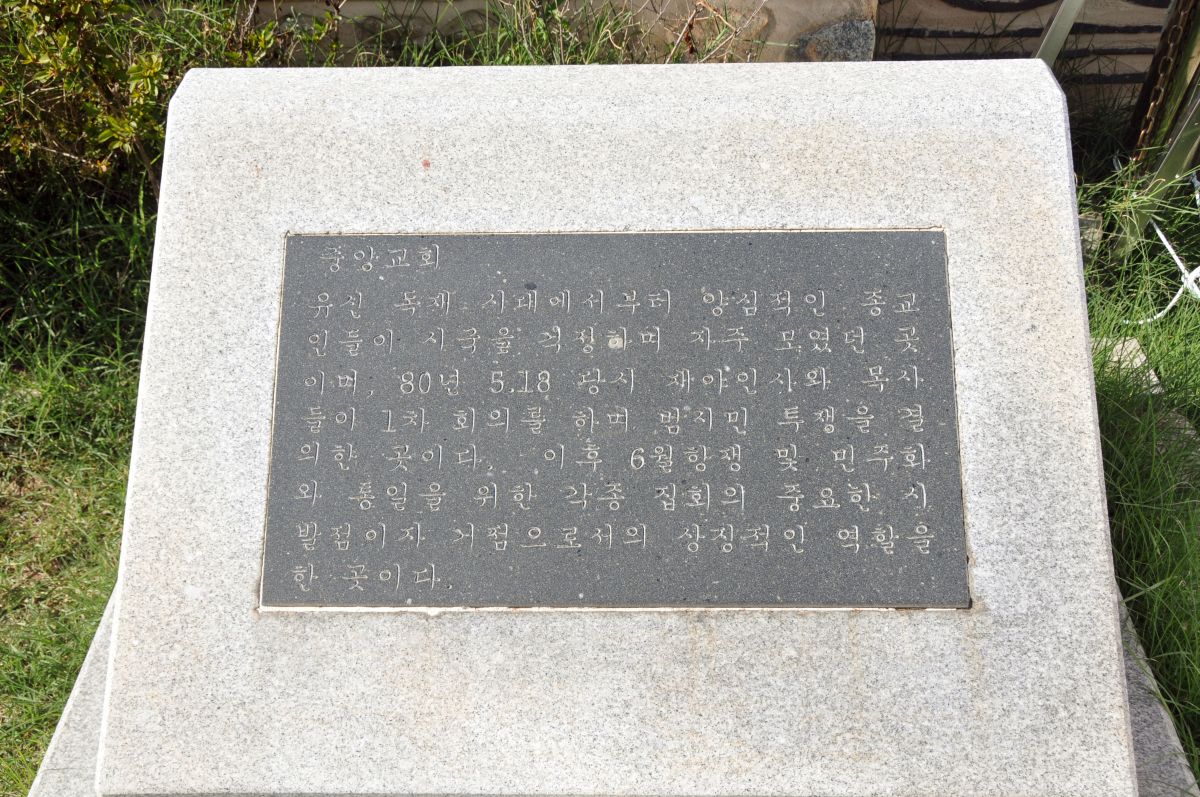 중앙교회
유신 독재 시대에서부터 양심적인 종교
인들이 시국을 걱정하며 자주 모였던 곳
이며, 80년 5.18 당시 재야인사와 목사
들이 1차 회의를 하며 범시민 투쟁을 결
의한 곳이다. 이후 6월항쟁 및 민주화
와 통일을 위한 각종 집회의 중요한 시
발점이자 거점으로서의 상징적인 역할을
한 곳이다.